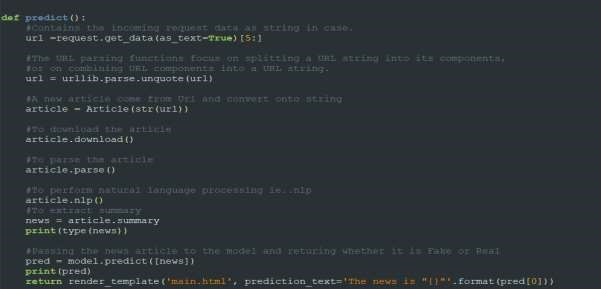 def predict():
#Contains the incoming request data as string in case.
url =request.get_data(as_text=True)[5:]
#The URL parsing functions focus on splitting a URL string into its components,
#or on combining URL components into a URL string.
url = urllib.parse.unquote(url)
#A new article come from Url and convert onto string
article = Article(str(url))
#To download the article
article.download()
#To parse the article
article.parse()
#To perform natural language processing ie..nlp
article.nlp()
#To extract summary
news = article.summary
print(type(news))
#Passing the news article to the model and returing whether it is Fake or Real
pred = model.predict([news])
print(pred)
return render_template('main.html', prediction_text='The news is "{}"'.format(pred[0]))